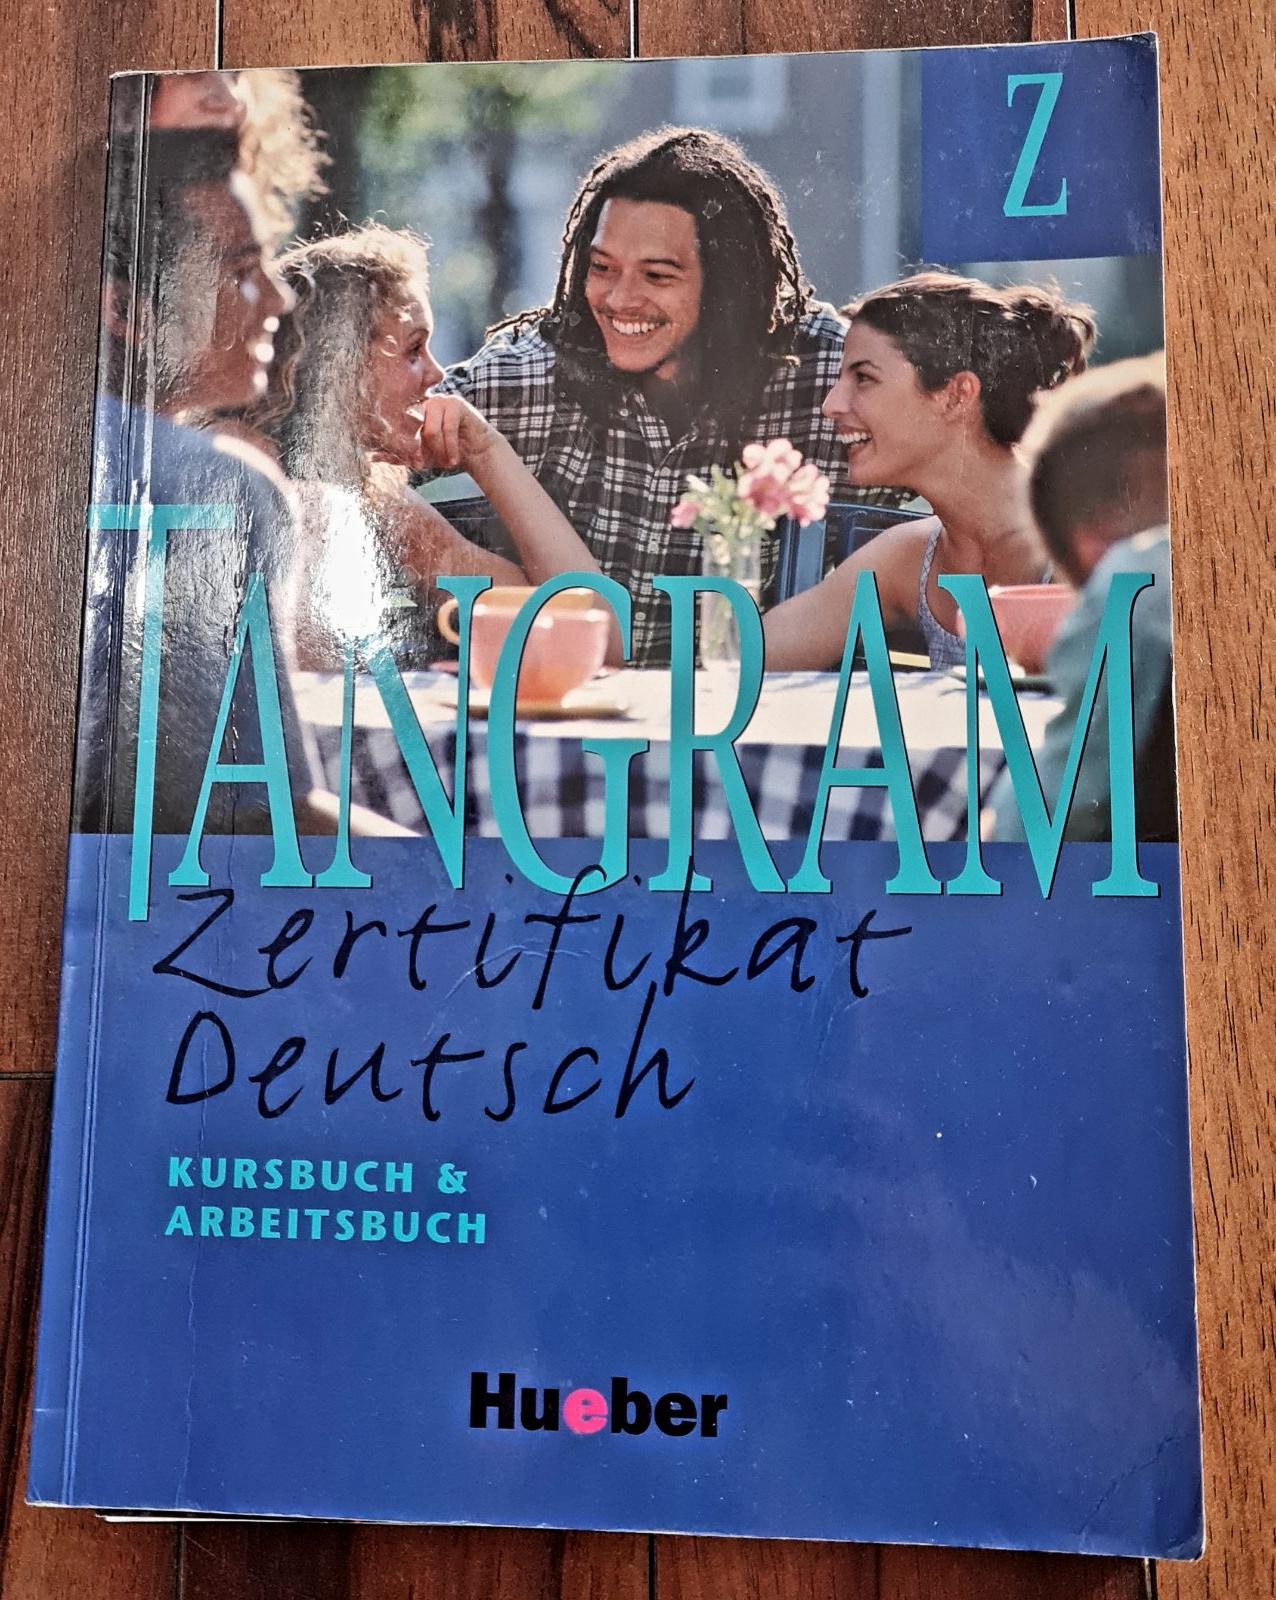 Z
TANGRAM
Zertifikat
Deutsch
KURSBUCH &
ARBEITSBUCH
Hueber